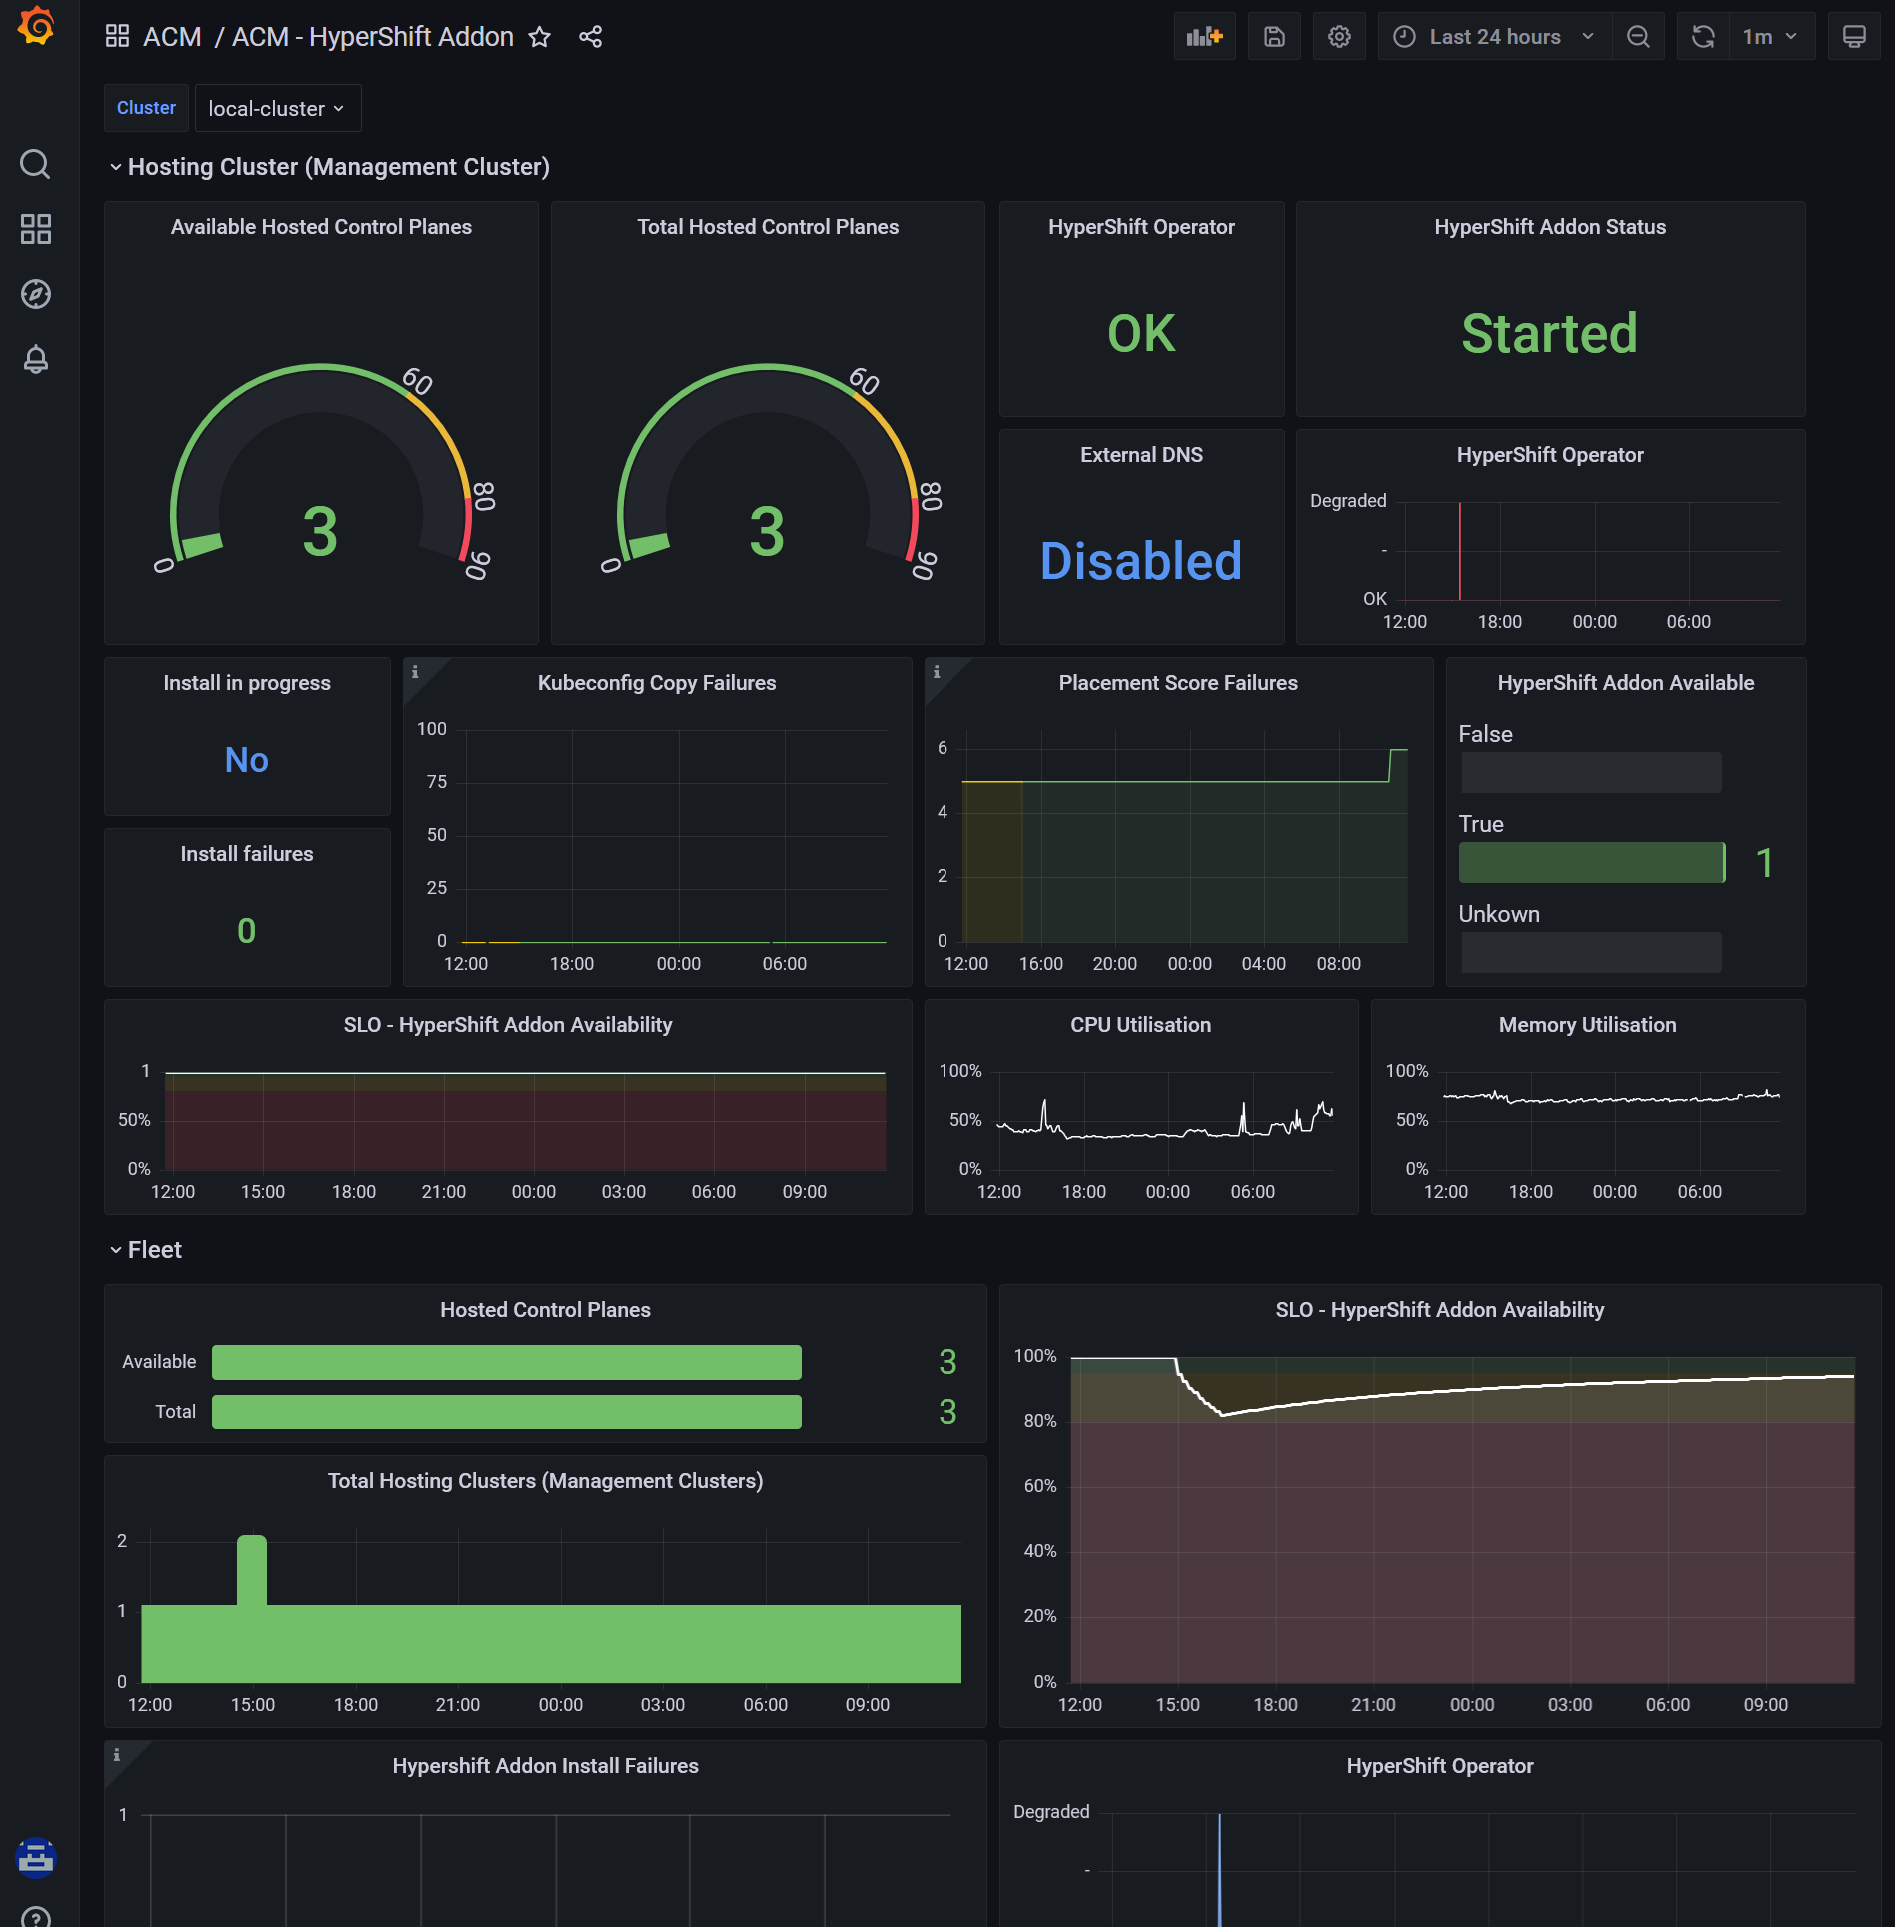 ACM / ACM - HyperShift Addon
Last 24 hours
1m
Cluster
local-cluster
Hosting Cluster (Management Cluster)
Available Hosted Control Planes
0
60
80
90
3
Total Hosted Control Planes
0
60
80
90
3
HyperShift Operator
OK
HyperShift Addon Status
Started
External DNS
Disabled
HyperShift Operator
Degraded
-
OK
12:00 18:00 00:00 06:00
Install in progress
No
Install failures
0
Kubeconfig Copy Failures
100
75
50
25
0
12:00 18:00 00:00 06:00
Placement Score Failures
6
4
2
0
12:00 16:00 20:00 00:00 04:00 08:00
HyperShift Addon Available
False
True
1
Unkown
SLO - HyperShift Addon Availability
1
50%
0%
12:00 15:00 18:00 21:00 00:00 03:00 06:00 09:00
CPU Utilisation
100%
50%
0%
12:00 18:00 00:00 06:00
Memory Utilisation
100%
50%
0%
12:00 18:00 00:00 06:00
Fleet
Hosted Control Planes
Available 3
Total 3
SLO - HyperShift Addon Availability
100%
80%
60%
40%
20%
0%
12:00 15:00 18:00 21:00 00:00 03:00 06:00 09:00
Total Hosting Clusters (Management Clusters)
2
1
0
12:00 15:00 18:00 21:00 00:00 03:00 06:00 09:00
Hypershift Addon Install Failures
1
HyperShift Operator
Degraded
-